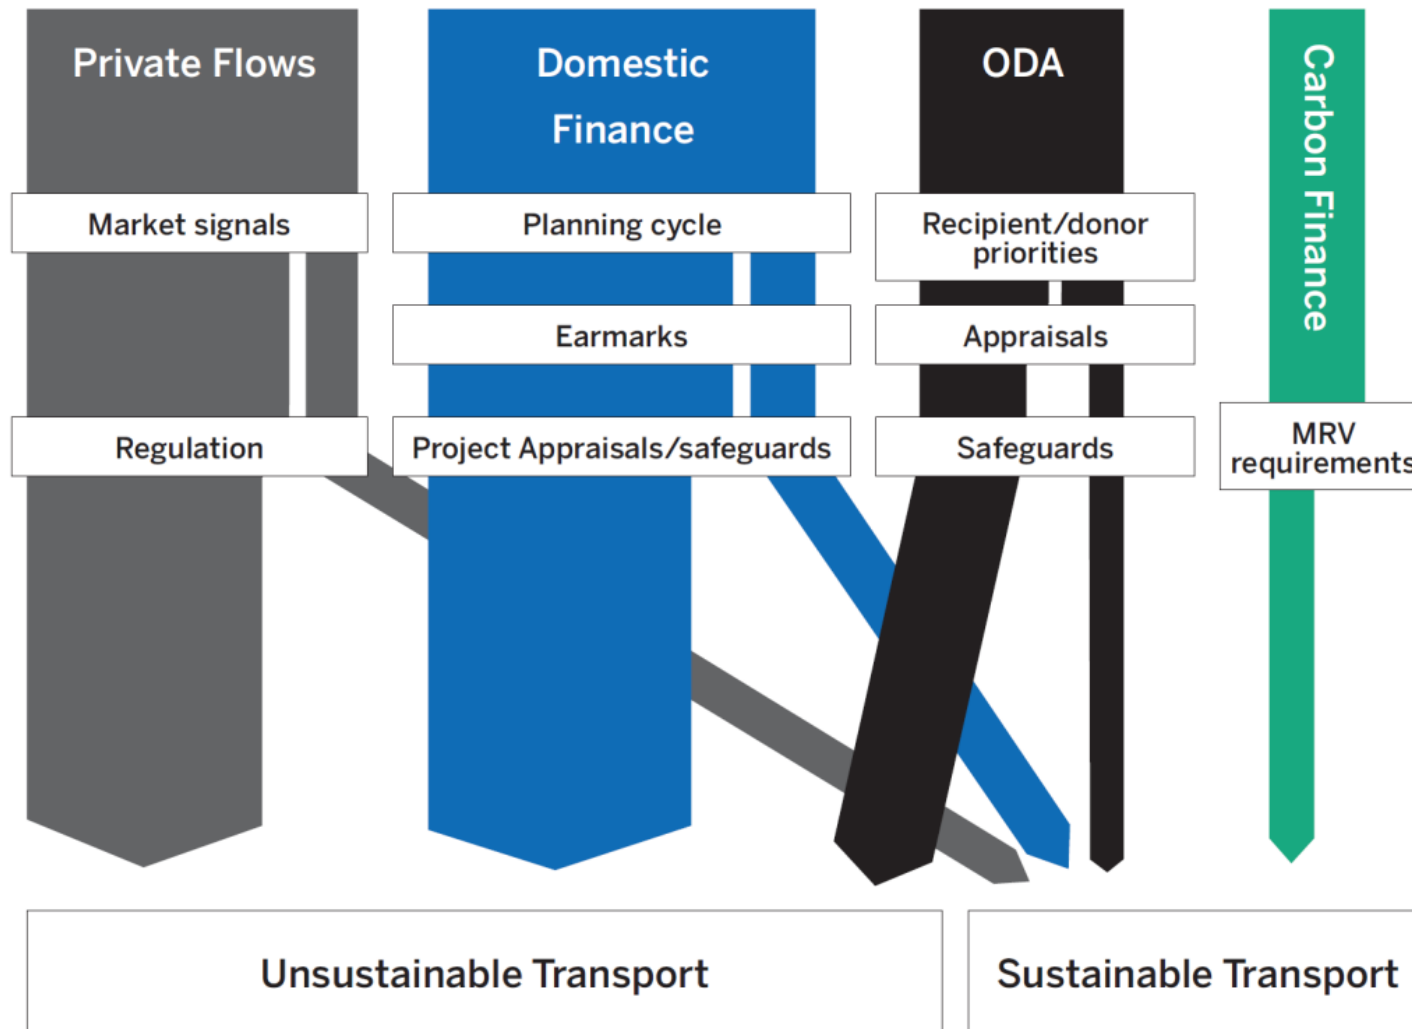 Private Flows
Domestic
Finance
ODA
Carbon Finance
Market signals
Planning cycle
Recipient/donor
priorities
Earmarks
Appraisals
Regulation
Project Appraisals/safeguards
Safeguards
MRV
requirements
Unsustainable Transport
Sustainable Transport